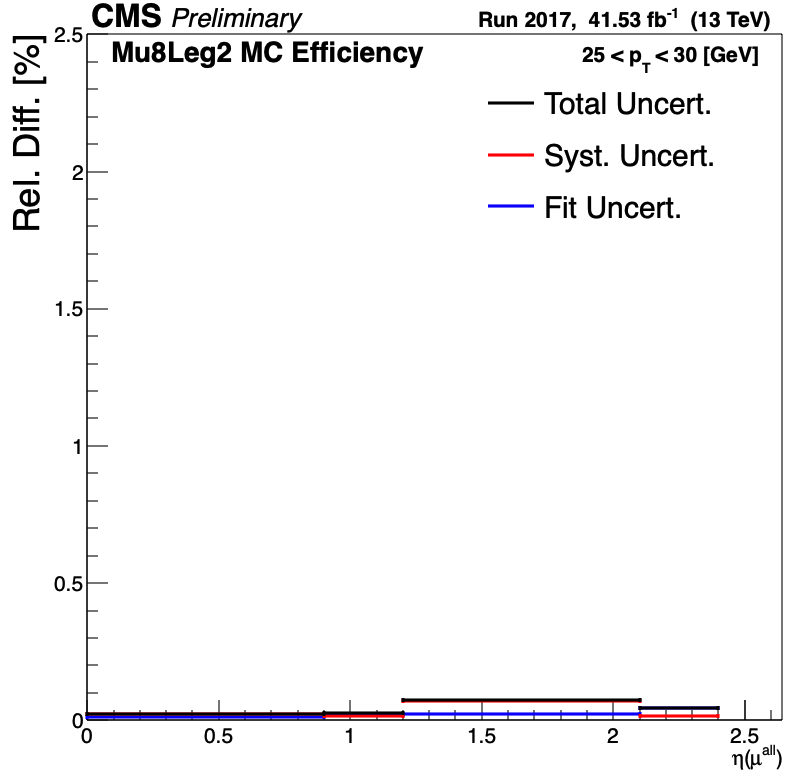 CMS Preliminary
Run 2017, 41.53 fb⁻¹ (13 TeV)
Mu8Leg2 MC Efficiency
25 < p_T < 30 [GeV]
Rel. Diff. [%]
Total Uncert.
Syst. Uncert.
Fit Uncert.
2.5
2
1.5
1
0.5
0
0 0.5 1 1.5 2 2.5
η(μ^all)